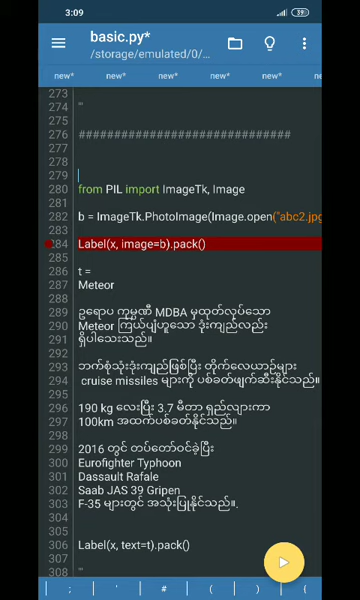 3:09
39
basic.py*
/storage/emulated/0/...
new*
new*
new*
new*
new*
273
274 "
275
276 ##############################
277
278
279
280 from PIL import ImageTk, Image
281
282 b = ImageTk.PhotoImage(Image.open("abc2.jpg
283
284 Label(x, image=b).pack()
285
286 t =
287 Meteor
288
289 ဥရောပ ကုမ္ပဏီ MDBA မှထုတ်လုပ်သော
290 Meteor ကြယ်ပျံဟူသော ဒုံးကျည်လည်း
291 ရှိပါသေးသည်။
292
293 ဘက်စုံသုံးဒုံးကျည်ဖြစ်ပြီး တိုက်လေယာဉ်များ
294 cruise missiles များကို ပစ်ခတ်ဖျက်ဆီးနိုင်သည်။
295
296 190 kg လေးပြီး 3.7 မီတာ ရှည်လျားကာ
297 100km အထက်ပစ်ခတ်နိုင်သည်။
298
299 2016 တွင် တပ်တော်ဝင်ခဲ့ပြီး
300 Eurofighter Typhoon
301 Dassault Rafale
302 Saab JAS 39 Gripen
303 F-35 များတွင် အသုံးပြုနိုင်သည်။.
304
305
306 Label(x, text=t).pack()
307
308 "
; ' # ( ) {